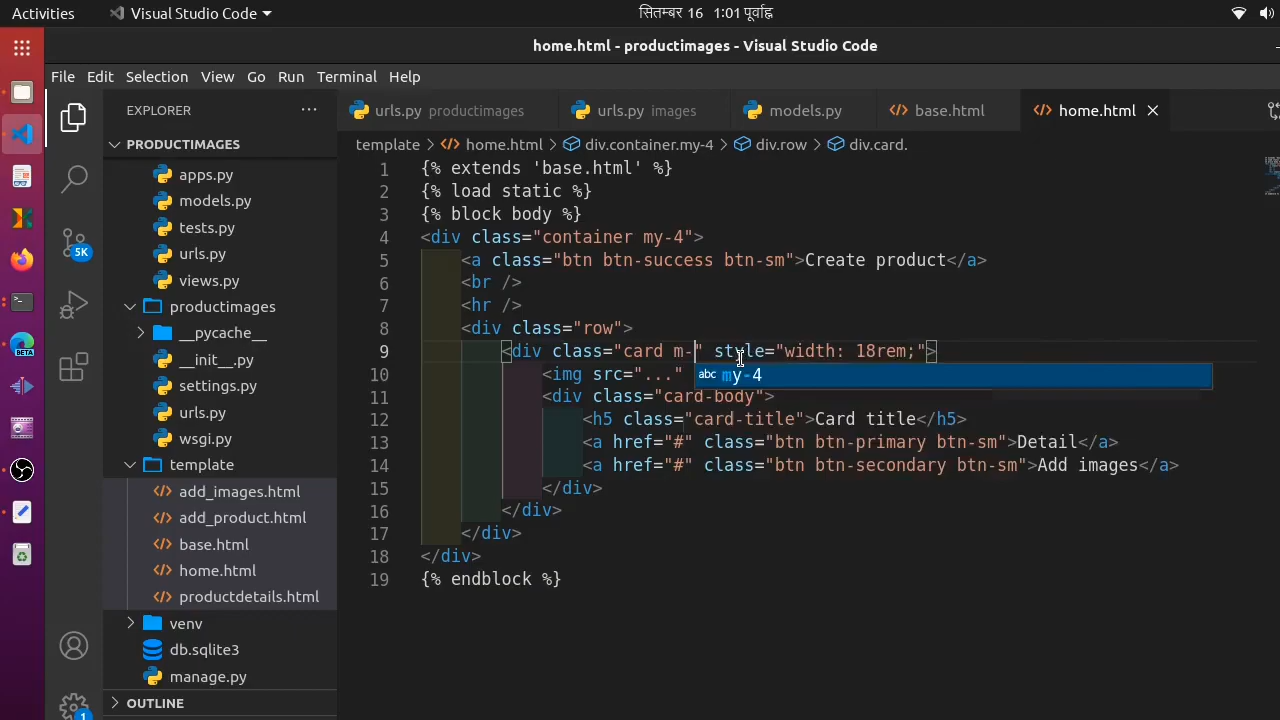 Activities
Visual Studio Code
सितम्बर 16 1:01 पूर्वाह्न
home.html - productimages - Visual Studio Code
File Edit Selection View Go Run Terminal Help
EXPLORER
urls.py productimages
urls.py images
models.py
base.html
home.html
PRODUCTIMAGES
template > home.html > div.container.my-4 > div.row > div.card.
apps.py
models.py
tests.py
urls.py
views.py
productimages
__pycache__
__init__.py
settings.py
urls.py
wsgi.py
template
add_images.html
add_product.html
base.html
home.html
productdetails.html
venv
db.sqlite3
manage.py
OUTLINE
5K
1
1 {% extends 'base.html' %}
2 {% load static %}
3 {% block body %}
4 <div class="container my-4">
5 <a class="btn btn-success btn-sm">Create product</a>
6 <br />
7 <hr />
8 <div class="row">
9 <div class="card m-" style="width: 18rem;">
10 <img src="..."
abc my-4
11 <div class="card-body">
12 <h5 class="card-title">Card title</h5>
13 <a href="#" class="btn btn-primary btn-sm">Detail</a>
14 <a href="#" class="btn btn-secondary btn-sm">Add images</a>
15 </div>
16 </div>
17 </div>
18 </div>
19 {% endblock %}